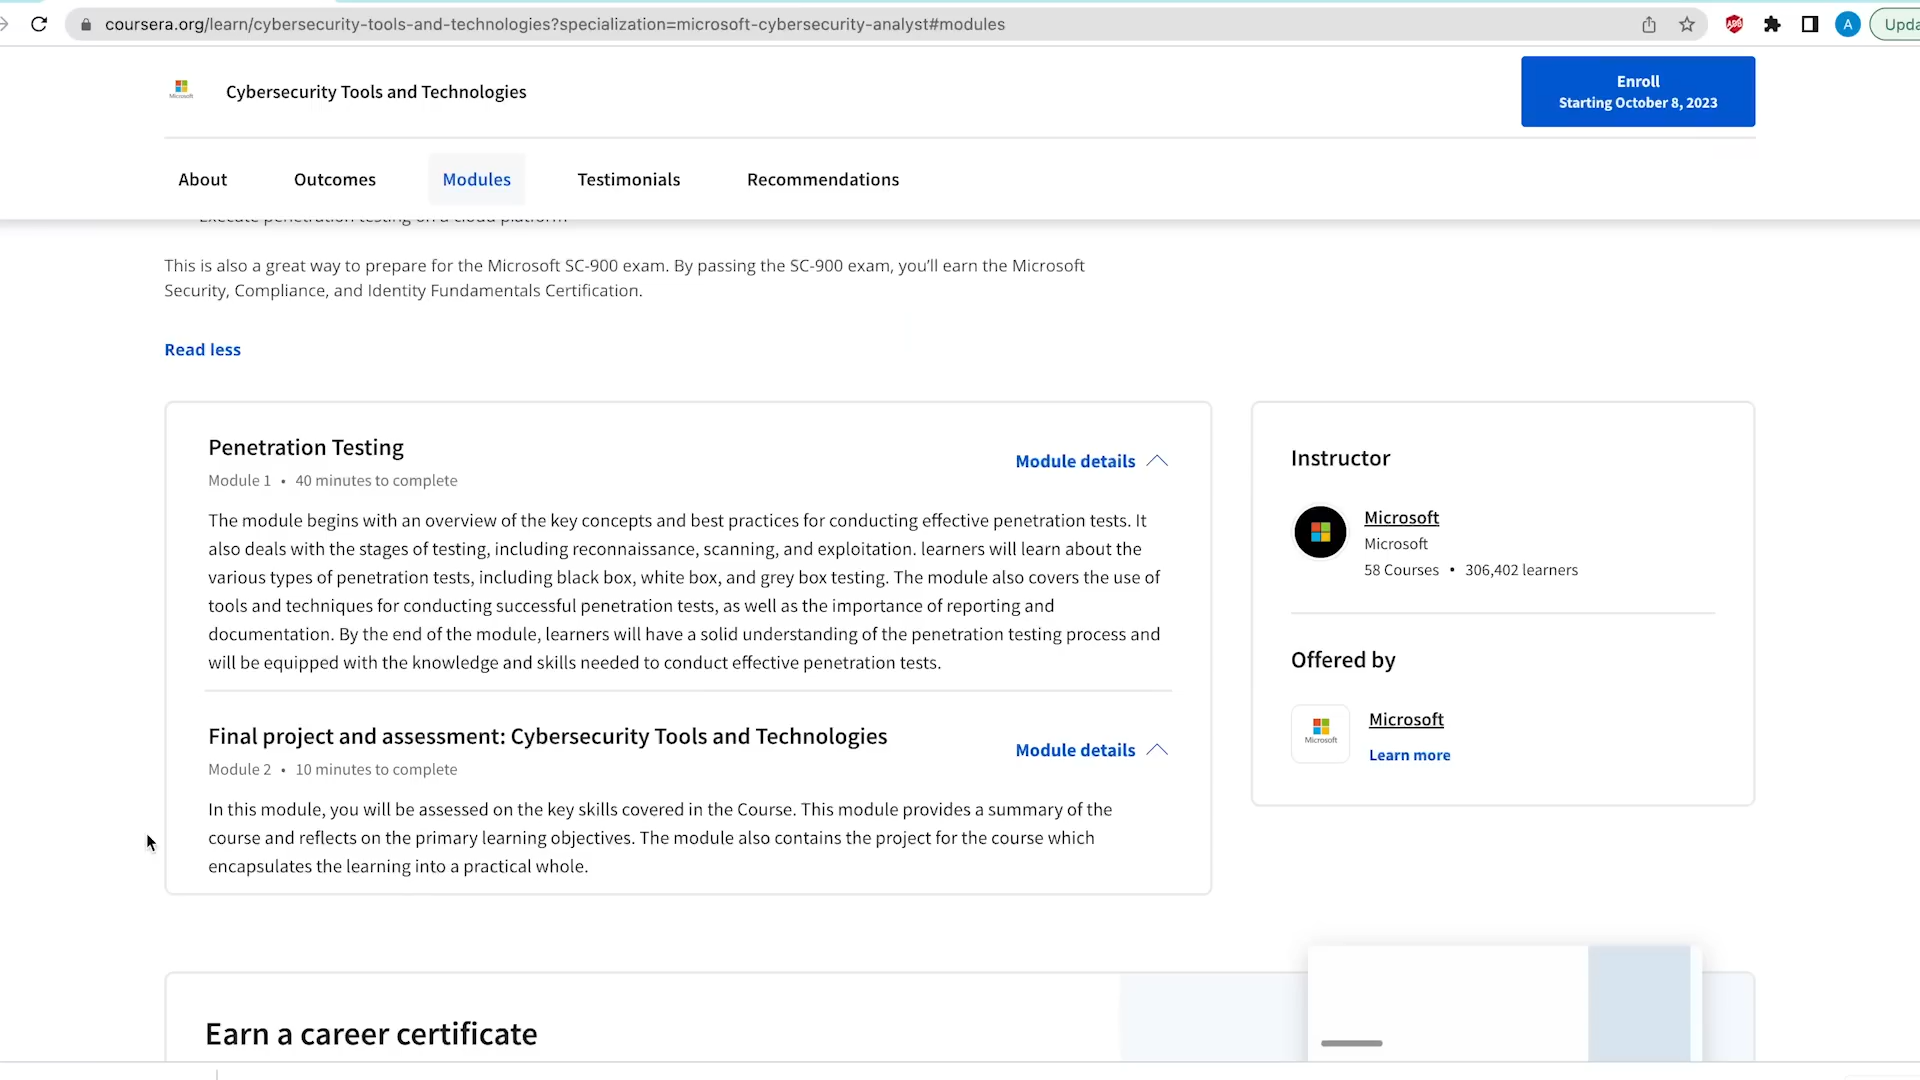 coursera.org/learn/cybersecurity-tools-and-technologies?specialization=microsoft-cybersecurity-analyst#modules
ABP
A
Upda
Microsoft
Cybersecurity Tools and Technologies
Enroll
Starting October 8, 2023
About
Outcomes
Modules
Testimonials
Recommendations
Execute penetration testing on a cloud platform
This is also a great way to prepare for the Microsoft SC-900 exam. By passing the SC-900 exam, you’ll earn the Microsoft
Security, Compliance, and Identity Fundamentals Certification.
Read less
Penetration Testing
Module 1 • 40 minutes to complete
Module details
The module begins with an overview of the key concepts and best practices for conducting effective penetration tests. It
also deals with the stages of testing, including reconnaissance, scanning, and exploitation. learners will learn about the
various types of penetration tests, including black box, white box, and grey box testing. The module also covers the use of
tools and techniques for conducting successful penetration tests, as well as the importance of reporting and
documentation. By the end of the module, learners will have a solid understanding of the penetration testing process and
will be equipped with the knowledge and skills needed to conduct effective penetration tests.
Final project and assessment: Cybersecurity Tools and Technologies
Module 2 • 10 minutes to complete
Module details
In this module, you will be assessed on the key skills covered in the Course. This module provides a summary of the
course and reflects on the primary learning objectives. The module also contains the project for the course which
encapsulates the learning into a practical whole.
Instructor
Microsoft
Microsoft
58 Courses • 306,402 learners
Offered by
Microsoft
Microsoft
Learn more
Earn a career certificate